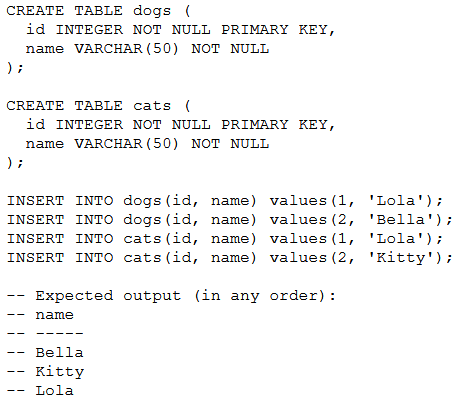 CREATE TABLE dogs (
  id INTEGER NOT NULL PRIMARY KEY,
  name VARCHAR(50) NOT NULL
);

CREATE TABLE cats (
  id INTEGER NOT NULL PRIMARY KEY,
  name VARCHAR(50) NOT NULL
);

INSERT INTO dogs(id, name) values(1, 'Lola');
INSERT INTO dogs(id, name) values(2, 'Bella');
INSERT INTO cats(id, name) values(1, 'Lola');
INSERT INTO cats(id, name) values(2, 'Kitty');

-- Expected output (in any order):
-- name
-- -----
-- Bella
-- Kitty
-- Lola